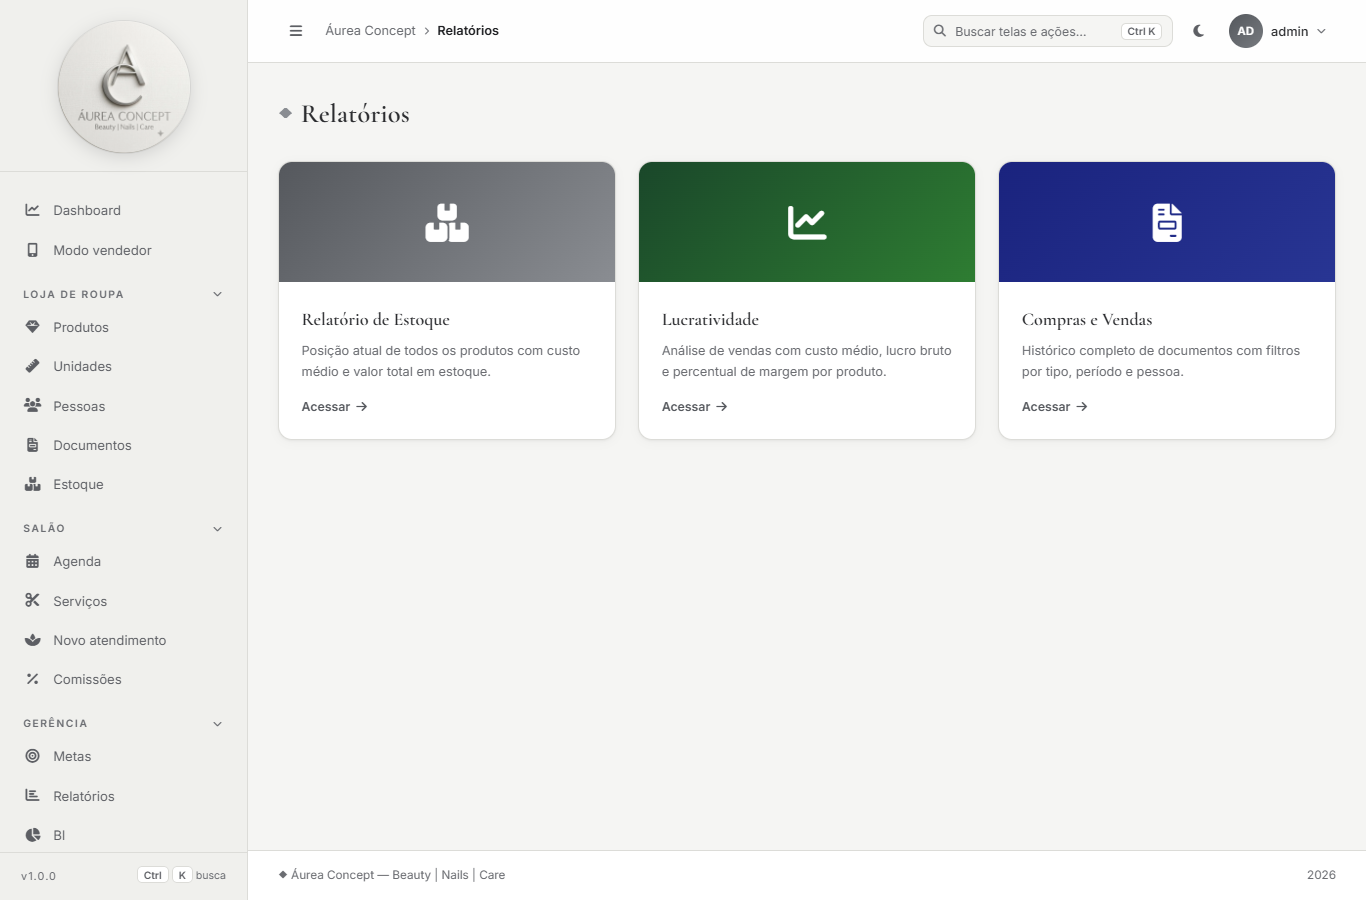 ÁUREA CONCEPT
Beauty | Nails | Care
Dashboard
Modo vendedor
LOJA DE ROUPA
Produtos
Unidades
Pessoas
Documentos
Estoque
SALÃO
Agenda
Serviços
Novo atendimento
Comissões
GERÊNCIA
Metas
Relatórios
BI
v1.0.0
Ctrl K busca
Áurea Concept › Relatórios
Buscar telas e ações... Ctrl K
AD admin
Relatórios
Relatório de Estoque
Posição atual de todos os produtos com custo
médio e valor total em estoque.
Acessar →
Lucratividade
Análise de vendas com custo médio, lucro bruto
e percentual de margem por produto.
Acessar →
Compras e Vendas
Histórico completo de documentos com filtros
por tipo, período e pessoa.
Acessar →
◆ Áurea Concept — Beauty | Nails | Care
2026